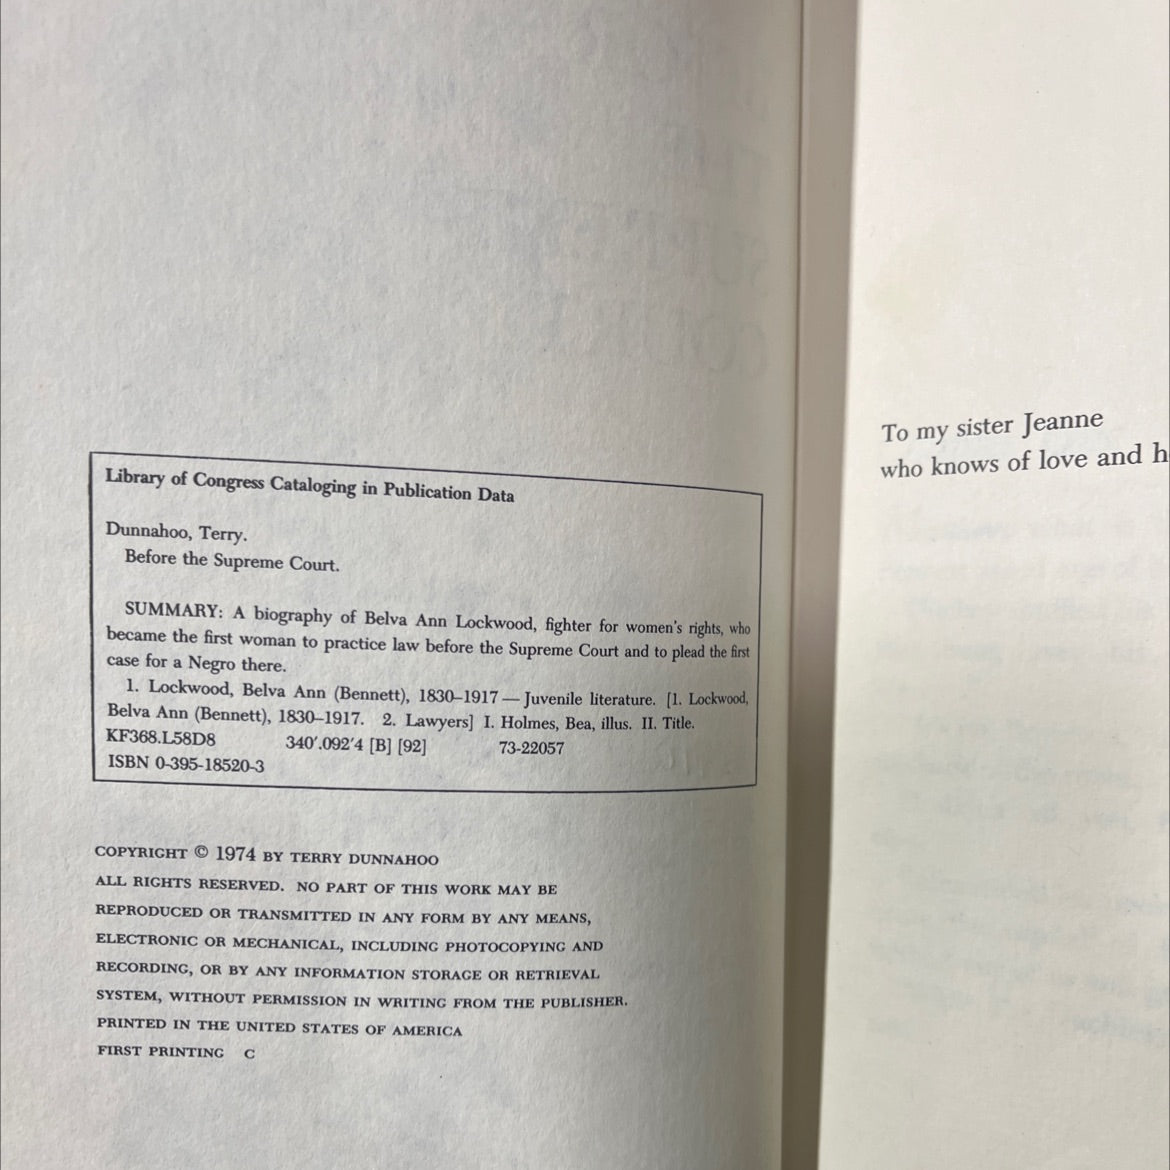 Library of Congress Cataloging in Publication Data
Dunnahoo, Terry.
Before the Supreme Court.
SUMMARY: A biography of Belva Ann Lockwood, fighter for women's rights, who
became the first woman to practice law before the Supreme Court and to plead the first
case for a Negro there.
1. Lockwood, Belva Ann (Bennett), 1830–1917 — Juvenile literature. [1. Lockwood,
Belva Ann (Bennett), 1830–1917. 2. Lawyers] I. Holmes, Bea, illus. II. Title.
KF368.L58D8 340'.092'4 [B] [92] 73-22057
ISBN 0-395-18520-3
COPYRIGHT © 1974 BY TERRY DUNNAHOO
ALL RIGHTS RESERVED. NO PART OF THIS WORK MAY BE
REPRODUCED OR TRANSMITTED IN ANY FORM BY ANY MEANS,
ELECTRONIC OR MECHANICAL, INCLUDING PHOTOCOPYING AND
RECORDING, OR BY ANY INFORMATION STORAGE OR RETRIEVAL
SYSTEM, WITHOUT PERMISSION IN WRITING FROM THE PUBLISHER.
PRINTED IN THE UNITED STATES OF AMERICA
FIRST PRINTING C
To my sister Jeanne
who knows of love and